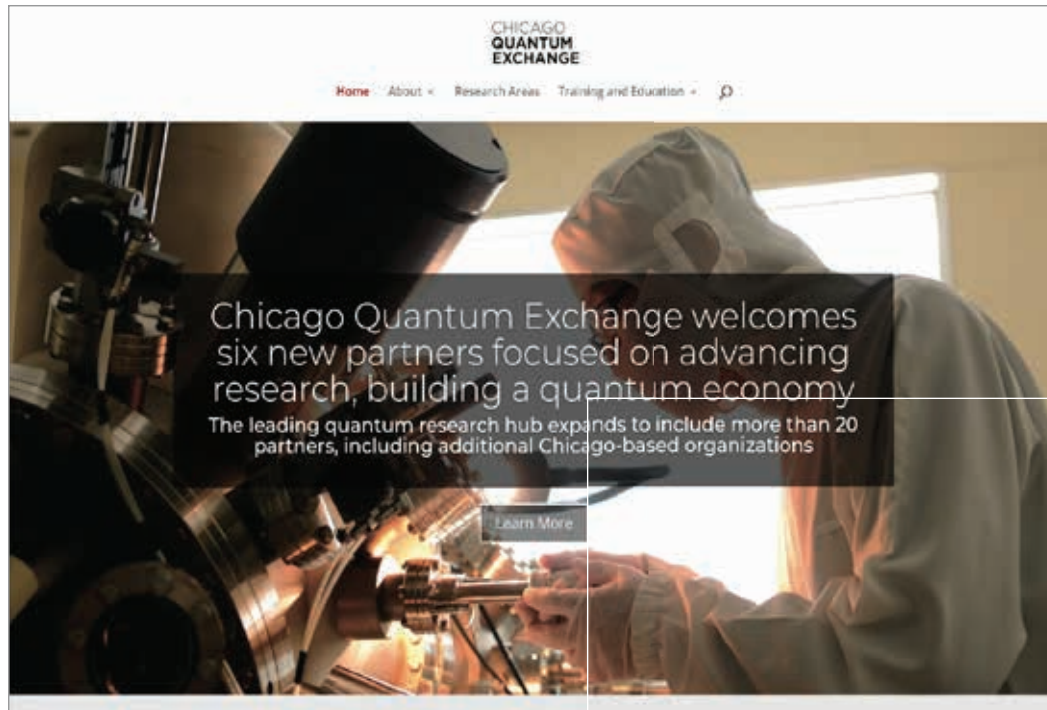 CHICAGO
QUANTUM
EXCHANGE
Home About Research Areas Training and Education
Chicago Quantum Exchange welcomes
six new partners focused on advancing
research, building a quantum economy
The leading quantum research hub expands to include more than 20
partners, including additional Chicago-based organizations
Learn More